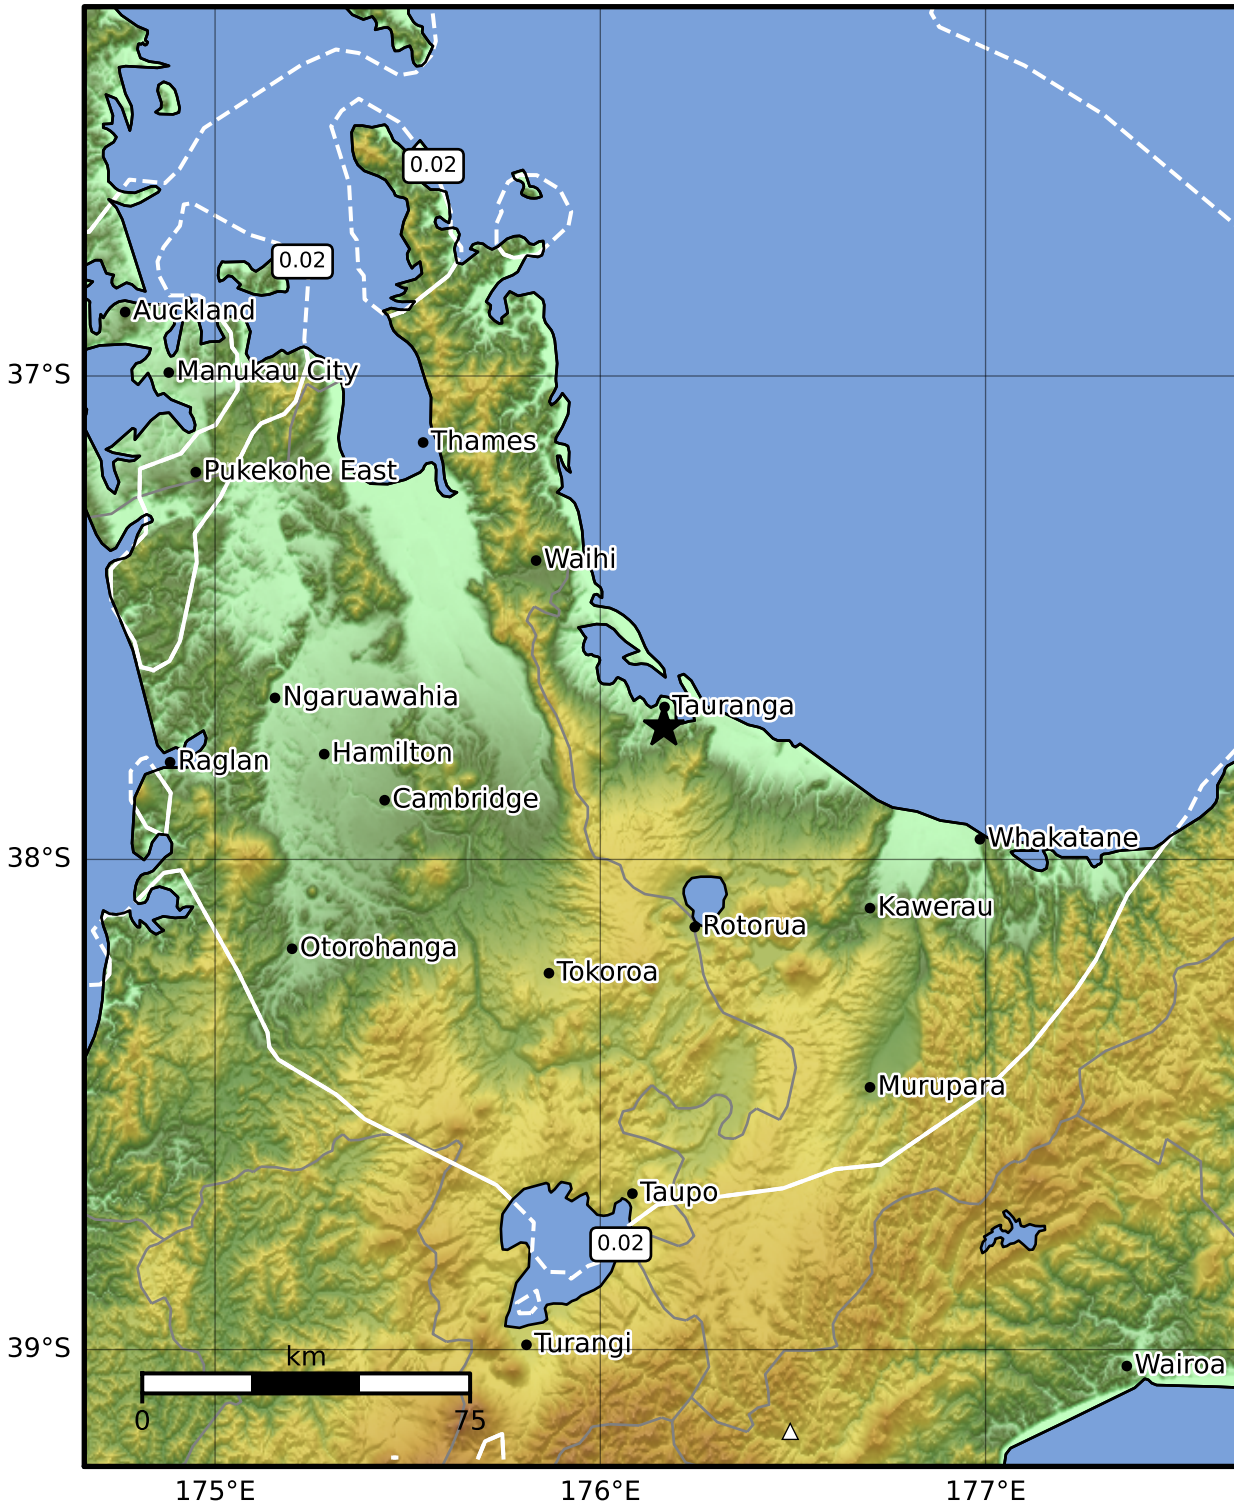 0.02
0.02
Auckland
Manukau City
37°S
Thames
Pukekohe East
Waihi
Ngaruawahia
Tauranga
Raglan
Hamilton
Cambridge
Whakatane
38°S
Kawerau
Rotorua
Otorohanga
Tokoroa
Murupara
Taupo
0.02
Turangi
39°S
km
Wairoa
0
75
175°E
176°E
177°E